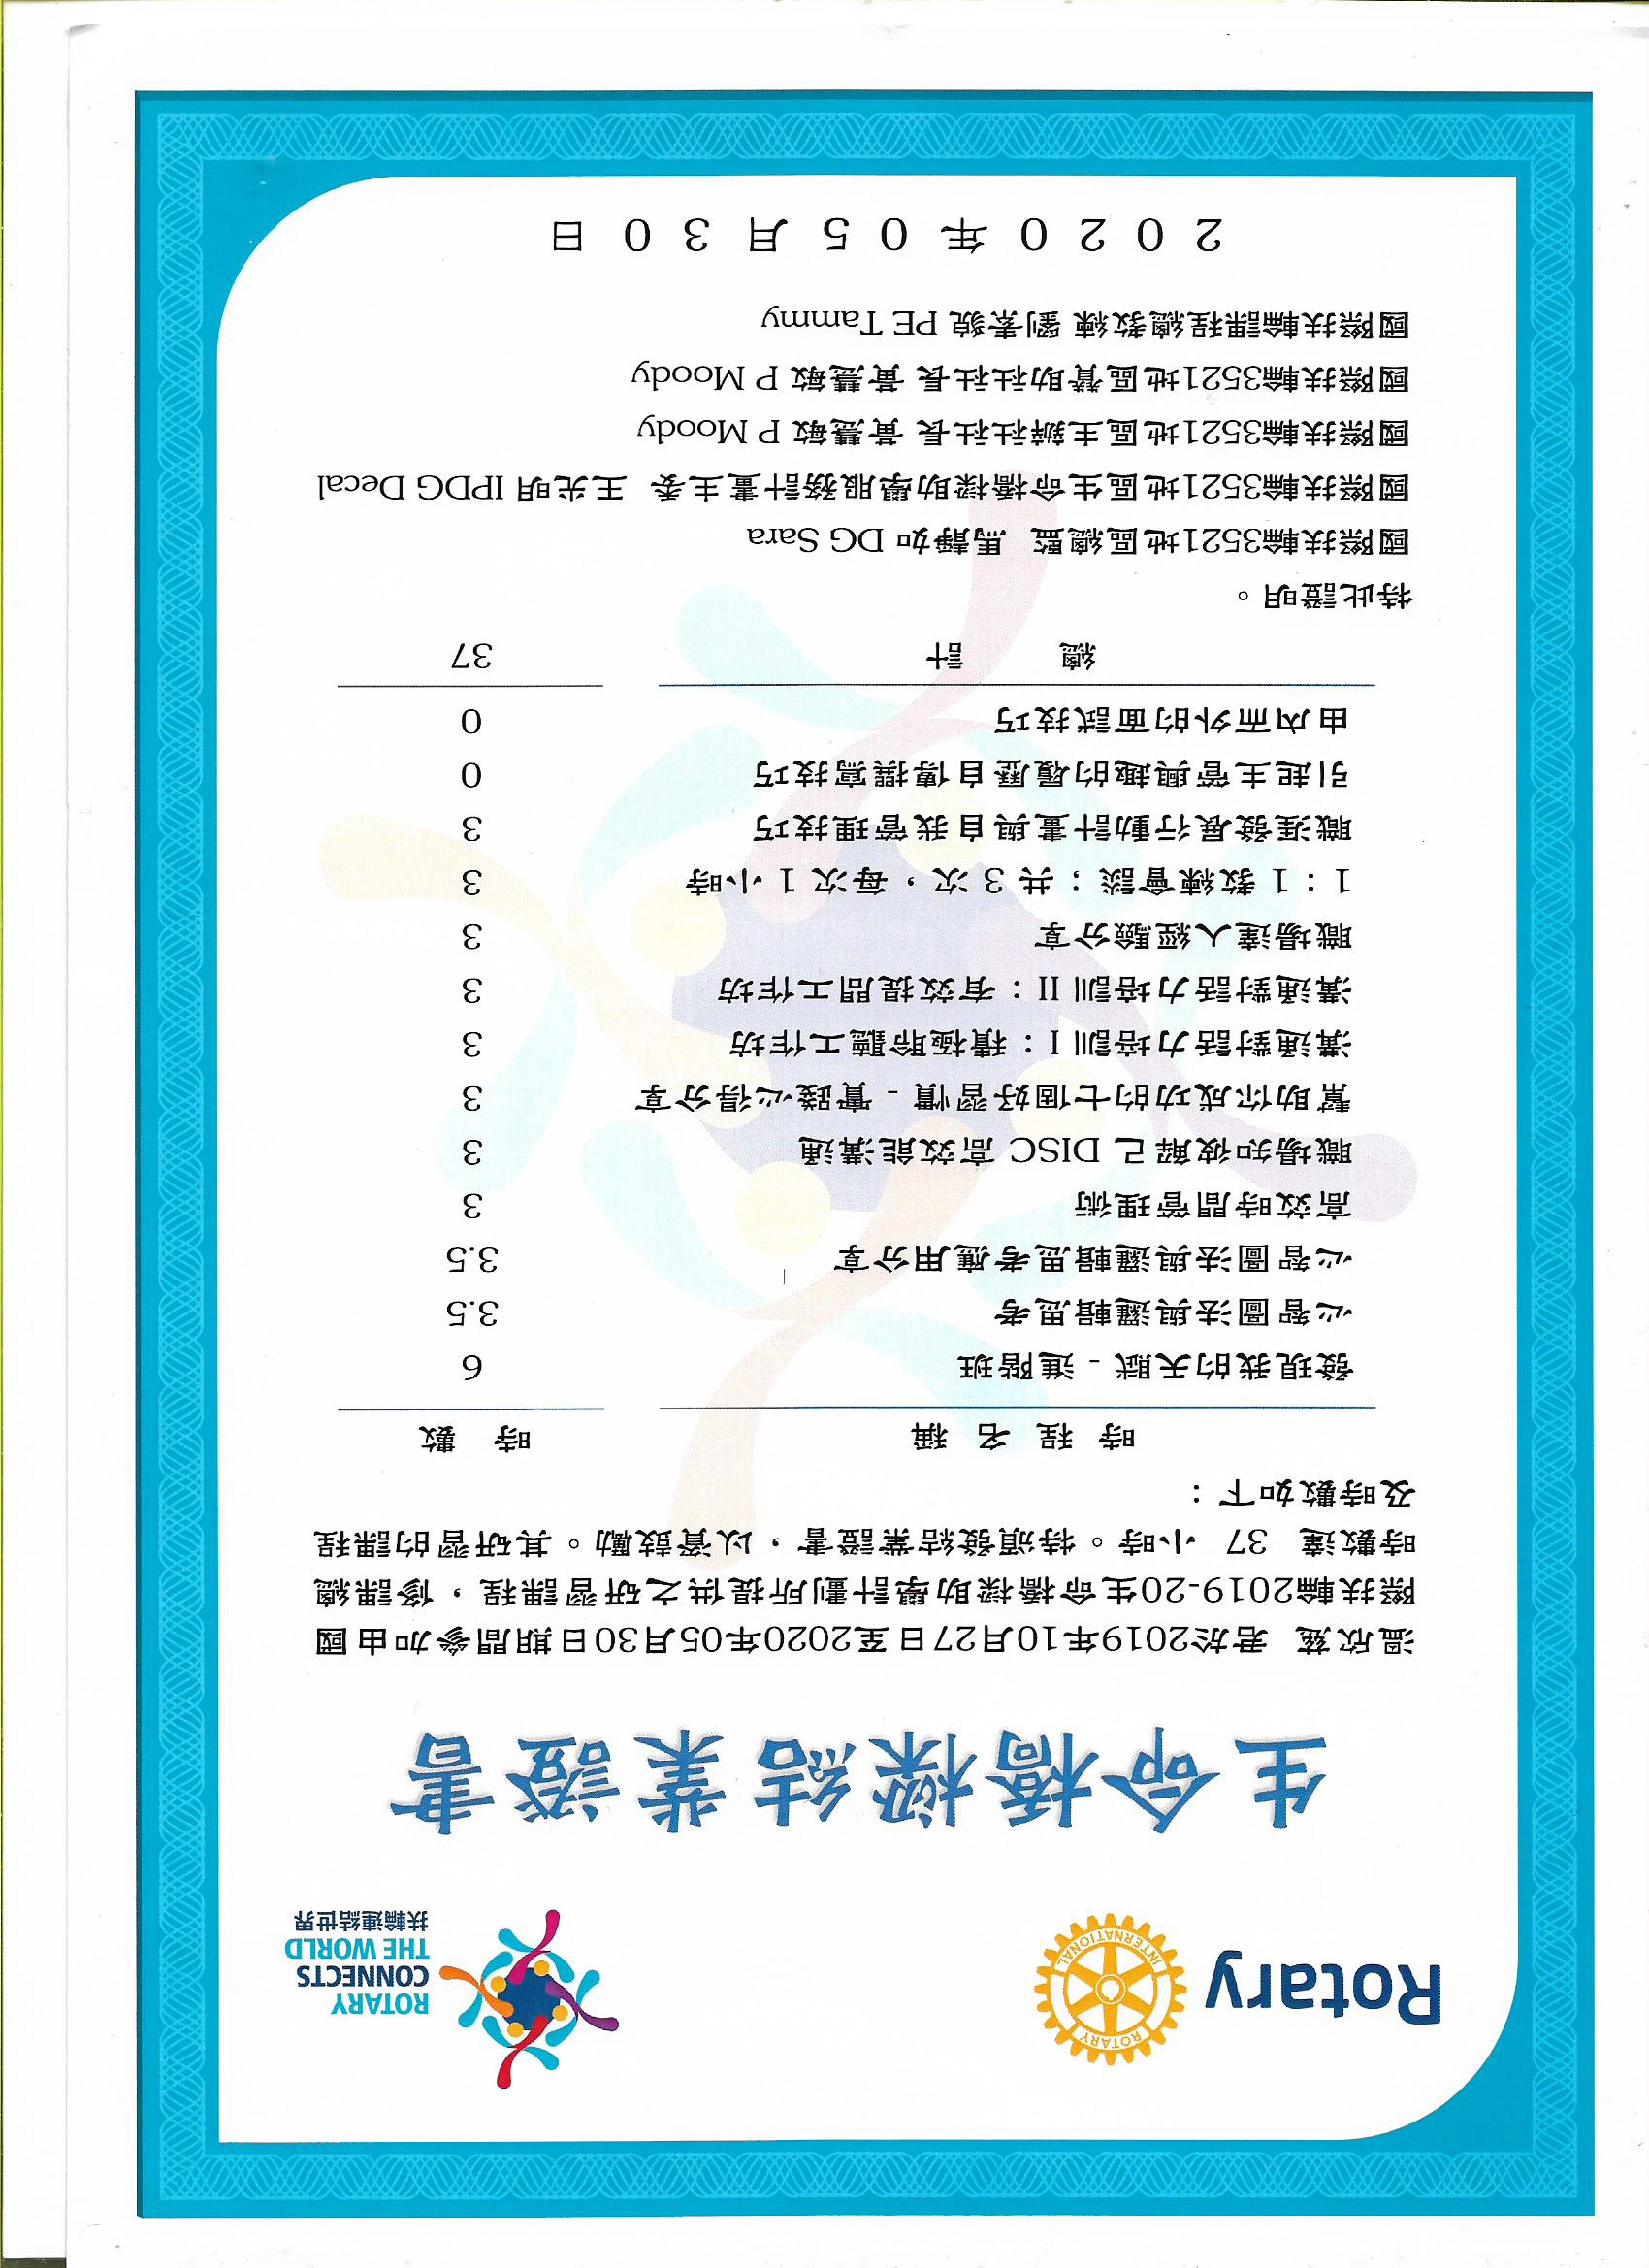 Rotary
ROTARY
INTERNATIONAL
ROTARY
CONNECTS
THE WORLD
扶輪連結世界
生命橋樑結業證書
溫欣慈 君於2019年10月27日至2020年05月30日期間參加由國
際扶輪2019-20生命橋樑助學計劃所提供之研習課程，修課總
時數達 37 小時。特頒發結業證書，以資鼓勵。其研習的課程
及時數如下：
時程名稱 時數
發現我的天賦 - 進階班 6
心智圖法與邏輯思考 3.5
心智圖法與邏輯思考應用分享 3.5
高效時間管理術 3
職場知彼解己 DISC 高效能溝通 3
幫助你成功的七個好習慣 - 實踐心得分享 3
溝通對話力培訓 I：積極聆聽工作坊 3
溝通對話力培訓 II：有效提問工作坊 3
職場達人經驗分享 3
1：1 教練會談；共 3 次，每次 1 小時 3
職涯發展行動計畫與自我管理技巧 3
引起主管興趣的履歷自傳撰寫技巧 0
由內而外的面試技巧 0
總計 37
特此證明。
國際扶輪3521地區總監 馬靜如 DG Sara
國際扶輪3521地區生命橋樑助學服務計畫主委 王光明 IPDG Decal
國際扶輪3521地區主辦社社長 黃慧敏 P Moody
國際扶輪3521地區贊助社社長 黃慧敏 P Moody
國際扶輪課程總教練 劉素貌 PE Tammy
2020年05月30日